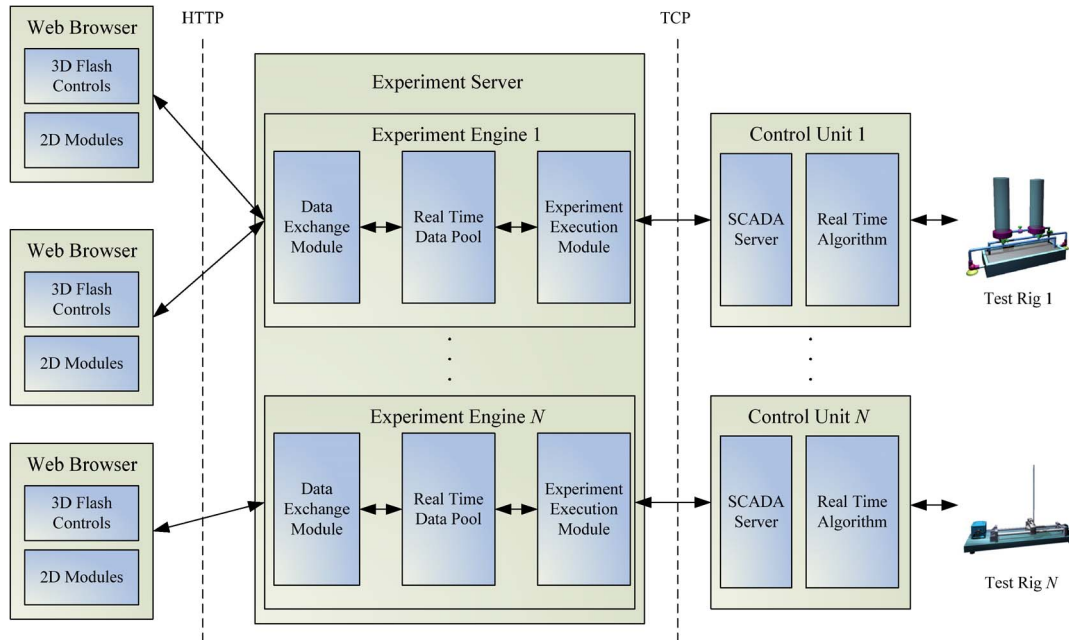 Web Browser
3D Flash
Controls
2D Modules
Web Browser
3D Flash
Controls
2D Modules
Web Browser
3D Flash
Controls
2D Modules
HTTP
Experiment Server
Experiment Engine 1
Data
Exchange
Module
Real Time
Data Pool
Experiment
Execution
Module
Experiment Engine N
Data
Exchange
Module
Real Time
Data Pool
Experiment
Execution
Module
TCP
Control Unit 1
SCADA
Server
Real Time
Algorithm
Test Rig 1
Control Unit N
SCADA
Server
Real Time
Algorithm
Test Rig N